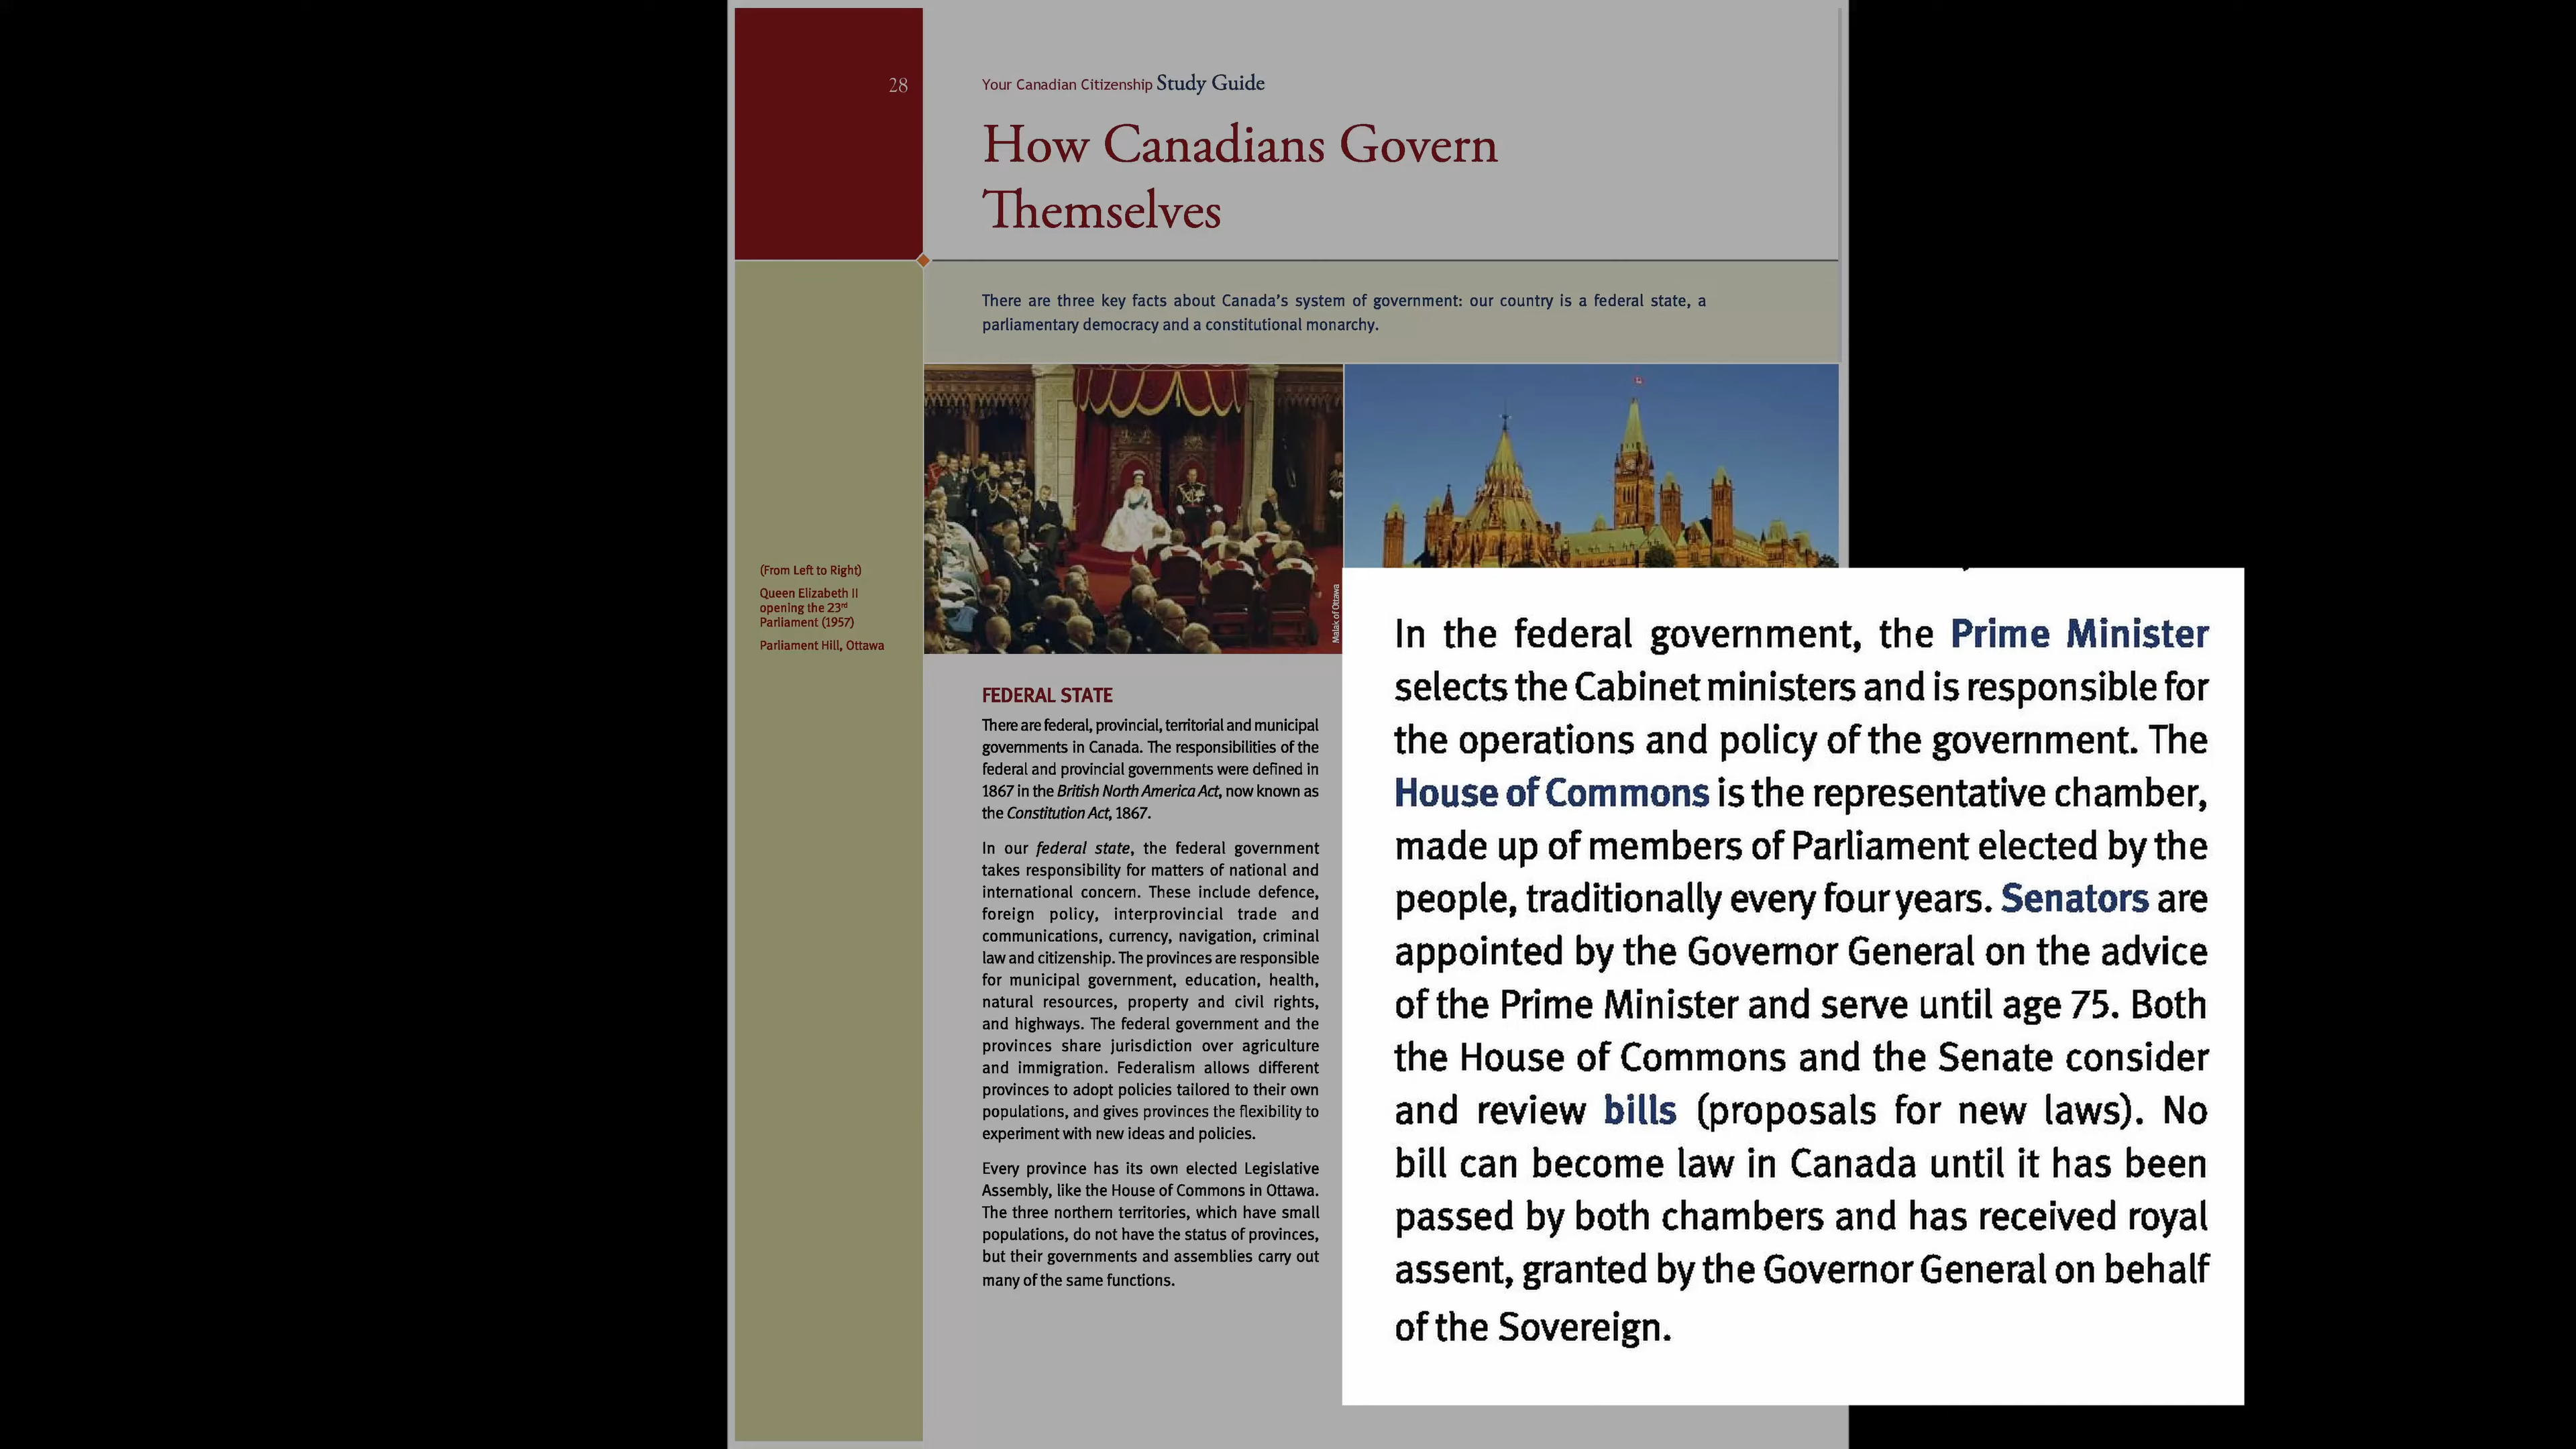 28
Your Canadian Citizenship Study Guide
How Canadians Govern
Themselves
There are three key facts about Canada's system of government: our country is a federal state, a
parliamentary democracy and a constitutional monarchy.
(From Left to Right)
Queen Elizabeth II
opening the 23rd
Parliament (1957)
Parliament Hill, Ottawa
Malak of Ottawa
FEDERAL STATE
There are federal, provincial, territorial and municipal
governments in Canada. The responsibilities of the
federal and provincial governments were defined in
1867 in the British North America Act, now known as
the Constitution Act, 1867.
In our federal state, the federal government
takes responsibility for matters of national and
international concern. These include defence,
foreign policy, interprovincial trade and
communications, currency, navigation, criminal
law and citizenship. The provinces are responsible
for municipal government, education, health,
natural resources, property and civil rights,
and highways. The federal government and the
provinces share jurisdiction over agriculture
and immigration. Federalism allows different
provinces to adopt policies tailored to their own
populations, and gives provinces the flexibility to
experiment with new ideas and policies.
Every province has its own elected Legislative
Assembly, like the House of Commons in Ottawa.
The three northern territories, which have small
populations, do not have the status of provinces,
but their governments and assemblies carry out
many of the same functions.
In the federal government, the Prime Minister
selects the Cabinet ministers and is responsible for
the operations and policy of the government. The
House of Commons is the representative chamber,
made up of members of Parliament elected by the
people, traditionally every four years. Senators are
appointed by the Governor General on the advice
of the Prime Minister and serve until age 75. Both
the House of Commons and the Senate consider
and review bills (proposals for new laws). No
bill can become law in Canada until it has been
passed by both chambers and has received royal
assent, granted by the Governor General on behalf
of the Sovereign.